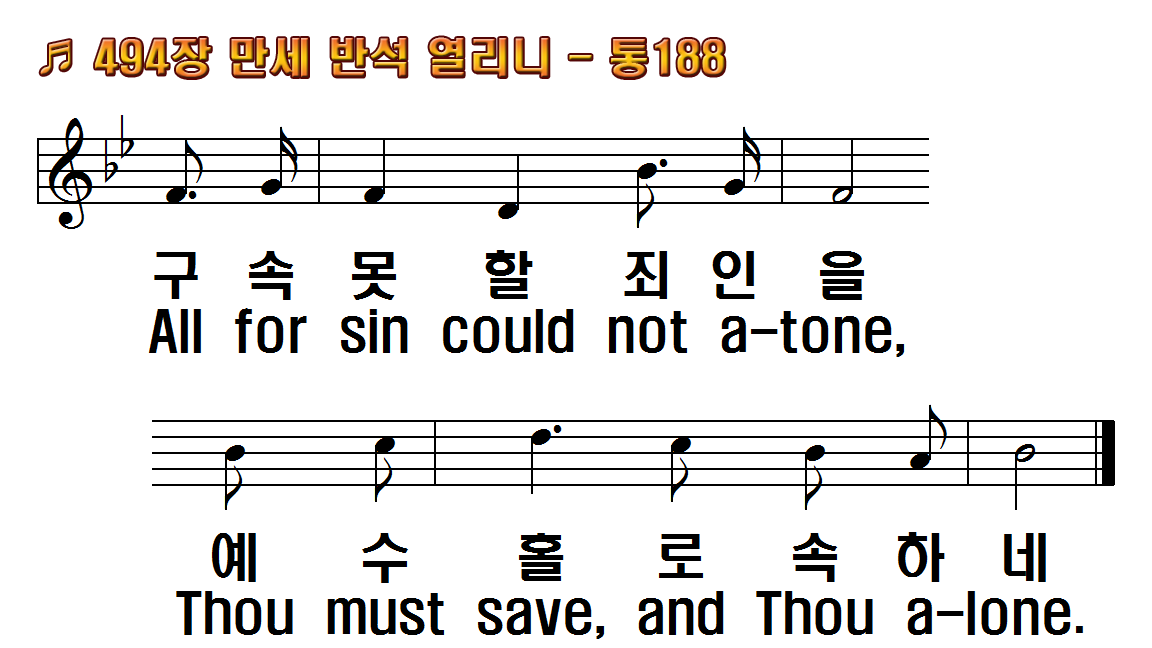 494장 만세 반석 열리니 - 통188
구 속 못 할 죄 인 을
All for sin could not a-tone,
예 수 홀 로 속 하 네
Thou must save, and Thou a-lone.